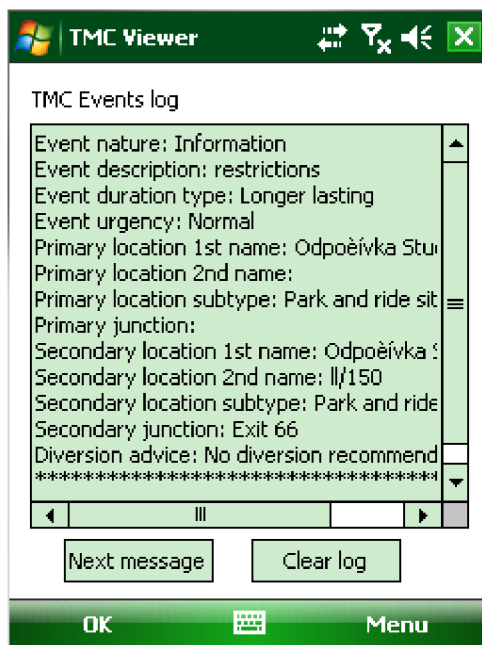 TMC Viewer
TMC Events log
Event nature: Information
Event description: restrictions
Event duration type: Longer lasting
Event urgency: Normal
Primary location 1st name: Odpoèívka Stu
Primary location 2nd name:
Primary location subtype: Park and ride sit
Primary junction:
Secondary location 1st name: Odpoèívka S
Secondary location 2nd name: II/150
Secondary location subtype: Park and ride
Secondary junction: Exit 66
Diversion advice: No diversion recommend
*************************************
Next message Clear log
OK Menu